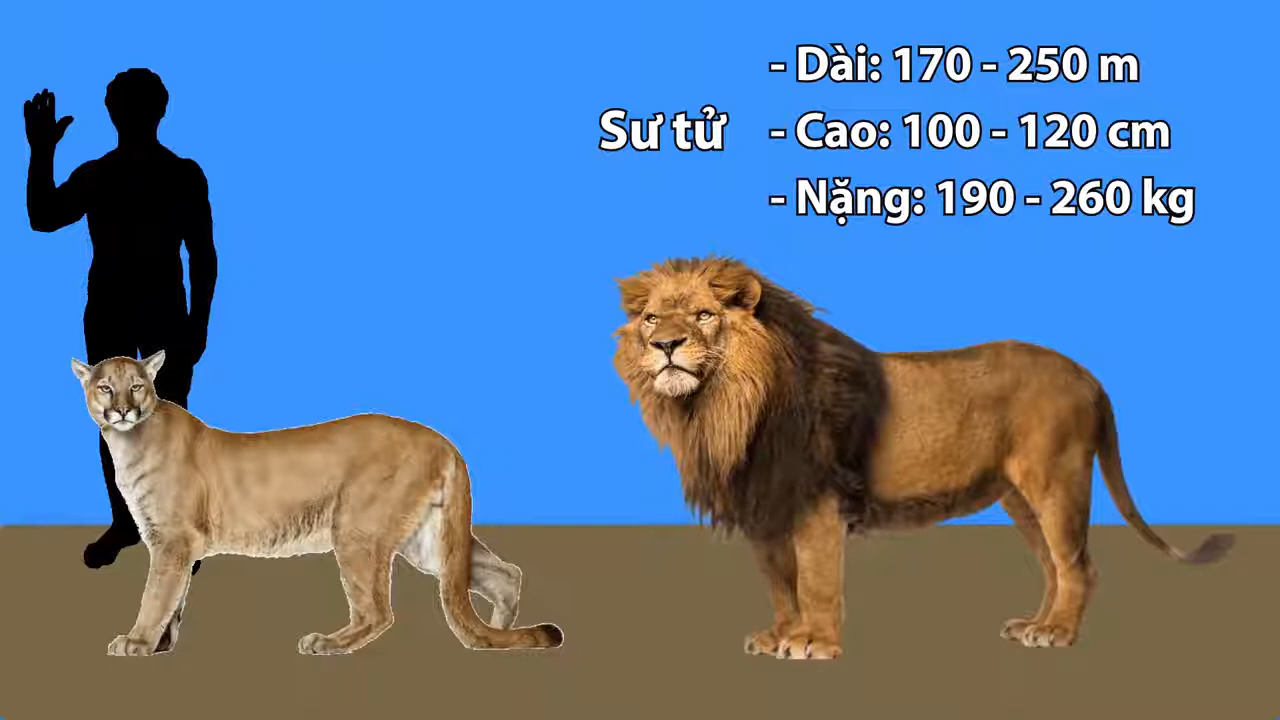 - Dài: 170 - 250 m
Sư tử
- Cao: 100 - 120 cm
- Nặng: 190 - 260 kg